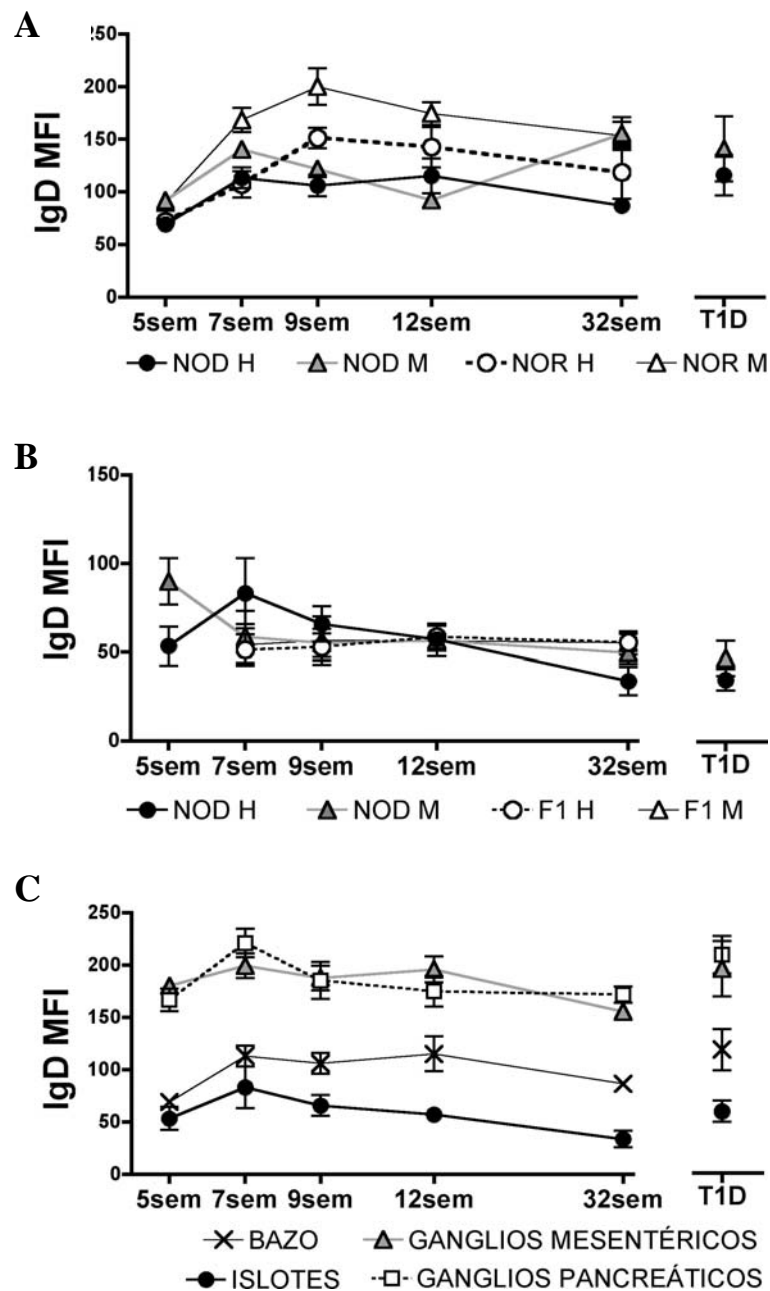 A
250
200
150
100
50
0
IgD MFI
5sem 7sem 9sem 12sem 32sem T1D
NOD H NOD M NOR H NOR M
B
150
100
50
0
IgD MFI
5sem 7sem 9sem 12sem 32sem T1D
NOD H NOD M F1 H F1 M
C
250
200
150
100
50
0
IgD MFI
5sem 7sem 9sem 12sem 32sem T1D
BAZO GANGLIOS MESENTÉRICOS
ISLOTES GANGLIOS PANCREÁTICOS